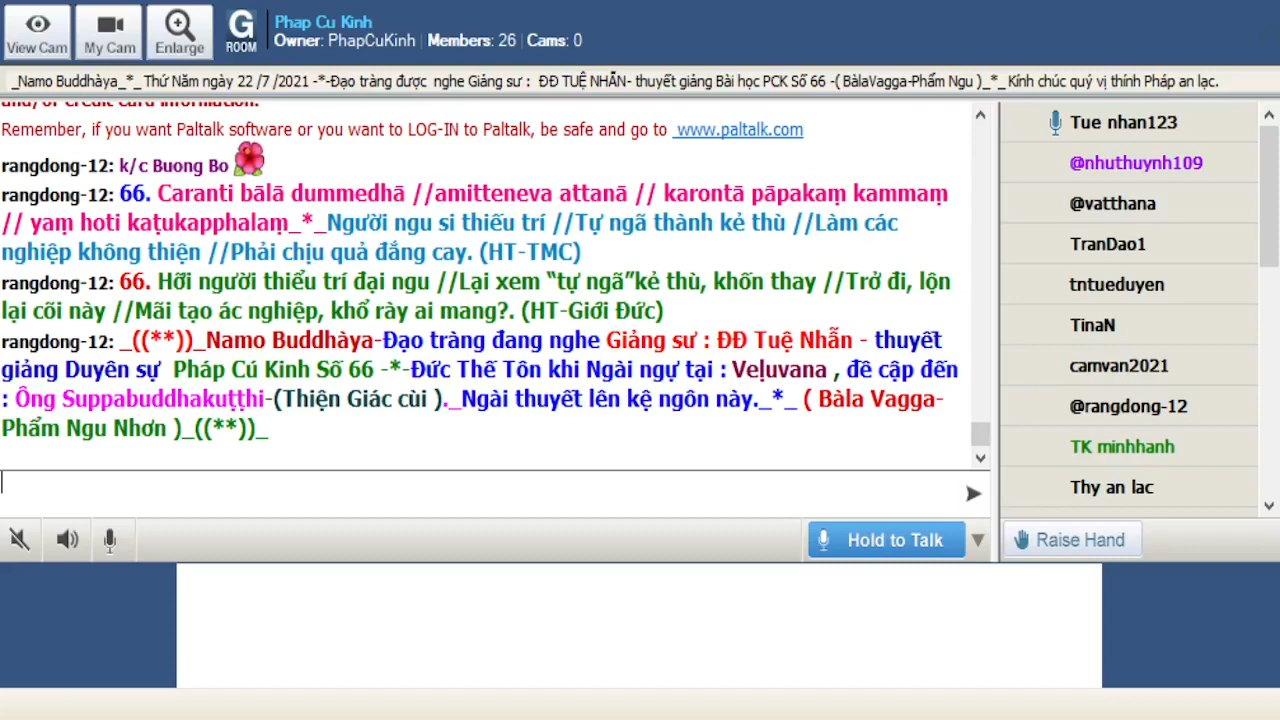 View Cam
My Cam
Enlarge
G
ROOM
Phap Cu Kinh
Owner: PhapCuKinh | Members: 26 | Cams: 0
_Namo Buddhàya_*_ Thứ Năm ngày 22 /7 /2021 -*-Đạo tràng được nghe Giảng sư : ĐĐ TUỆ NHẪN- thuyết giảng Bài học PCK Số 66 -( BàlaVagga-Phẩm Ngu )_*_ Kính chúc quý vị thính Pháp an lạc.
and/or credit card information.
Remember, if you want Paltalk software or you want to LOG-IN to Paltalk, be safe and go to www.paltalk.com
rangdong-12: k/c Buong Bo
rangdong-12: 66. Caranti bālā dummedhā //amitteneva attanā // karontā pāpakaṃ kammaṃ
// yaṃ hoti kaṭukapphalaṃ_*_Người ngu si thiếu trí //Tự ngã thành kẻ thù //Làm các
nghiệp không thiện //Phải chịu quả đắng cay. (HT-TMC)
rangdong-12: 66. Hỡi người thiểu trí đại ngu //Lại xem “tự ngã”kẻ thù, khốn thay //Trở đi, lộn
lại cõi này //Mãi tạo ác nghiệp, khổ rày ai mang?. (HT-Giới Đức)
rangdong-12: _((**))_Namo Buddhàya-Đạo tràng đang nghe Giảng sư : ĐĐ Tuệ Nhẫn - thuyết
giảng Duyên sự Pháp Cú Kinh Số 66 -*-Đức Thế Tôn khi Ngài ngự tại : Veḷuvana , đề cập đến
: Ông Suppabuddhakuṭṭhi-(Thiện Giác cùi )._Ngài thuyết lên kệ ngôn này._*_ ( Bàla Vagga-
Phẩm Ngu Nhơn )_((**))_
Tue nhan123
@nhuthuynh109
@vatthana
TranDao1
tntueduyen
TinaN
camvan2021
@rangdong-12
TK minhhanh
Thy an lac
Hold to Talk
Raise Hand